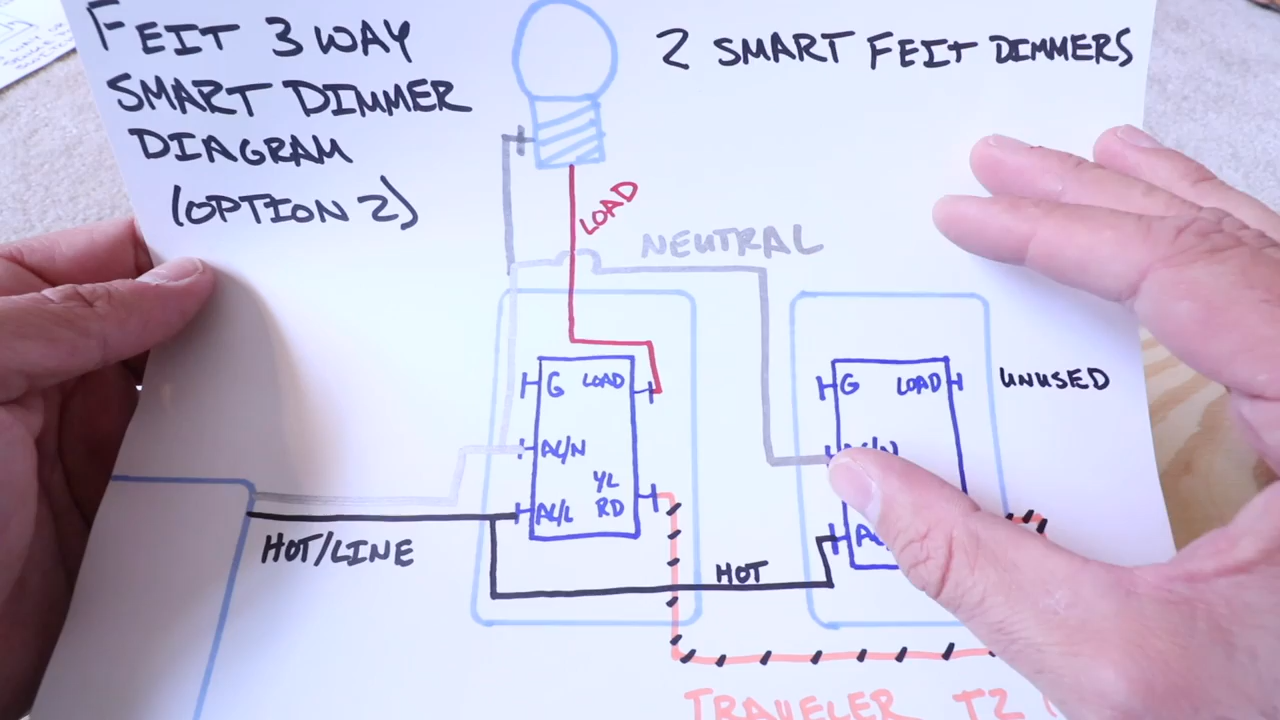 FEIT 3 WAY
SMART DIMMER
DIAGRAM
(OPTION 2)
2 SMART FEIT DIMMERS
LOAD
NEUTRAL
G LOAD
AC/N
YL
AC/L RD
G LOAD
UNUSED
AC/N
HOT/LINE
HOT
TRAVELER T2